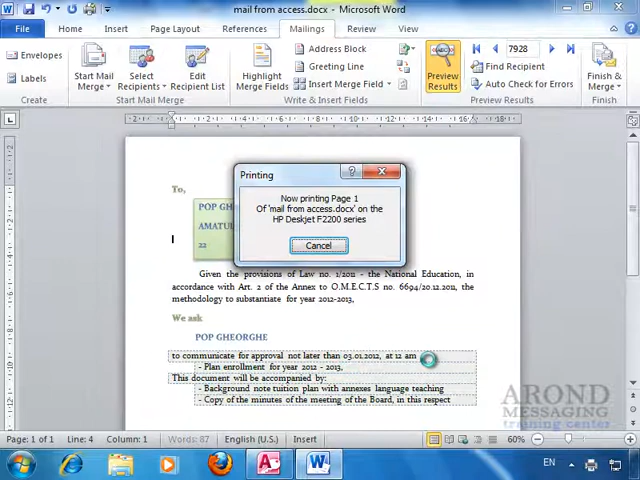 mail from access.docx - Microsoft Word
File
Home
Insert
Page Layout
References
Mailings
Review
View
Envelopes
Labels
Create
Start Mail Merge
Select Recipients
Edit Recipient List
Start Mail Merge
Highlight Merge Fields
Address Block
Greeting Line
Insert Merge Field
Write & Insert Fields
ABC
Preview Results
7928
Find Recipient
Auto Check for Errors
Preview Results
Finish & Merge
Finish
To,
POP GH
AMATUL
22
Printing
Now printing Page 1
Of 'mail from access.docx' on the
HP Deskjet F2200 series
Cancel
Given the provisions of Law no. 1/2011 - the National Education, in
accordance with Art. 2 of the Annex to O.M.E.C.T.S no. 6694/20.12.2011, the
methodology to substantiate for year 2012-2013,
We ask
POP GHEORGHE
to communicate for approval not later than 03.01.2012, at 12 am
- Plan enrollment for year 2012 - 2013,
This document will be accompanied by:
- Background note tuition plan with annexes language teaching
- Copy of the minutes of the meeting of the Board, in this respect
AROND
MESSAGING
training center
Page: 1 of 1
Line: 4
Column: 1
Words: 87
English (U.S.)
Insert
60%
EN